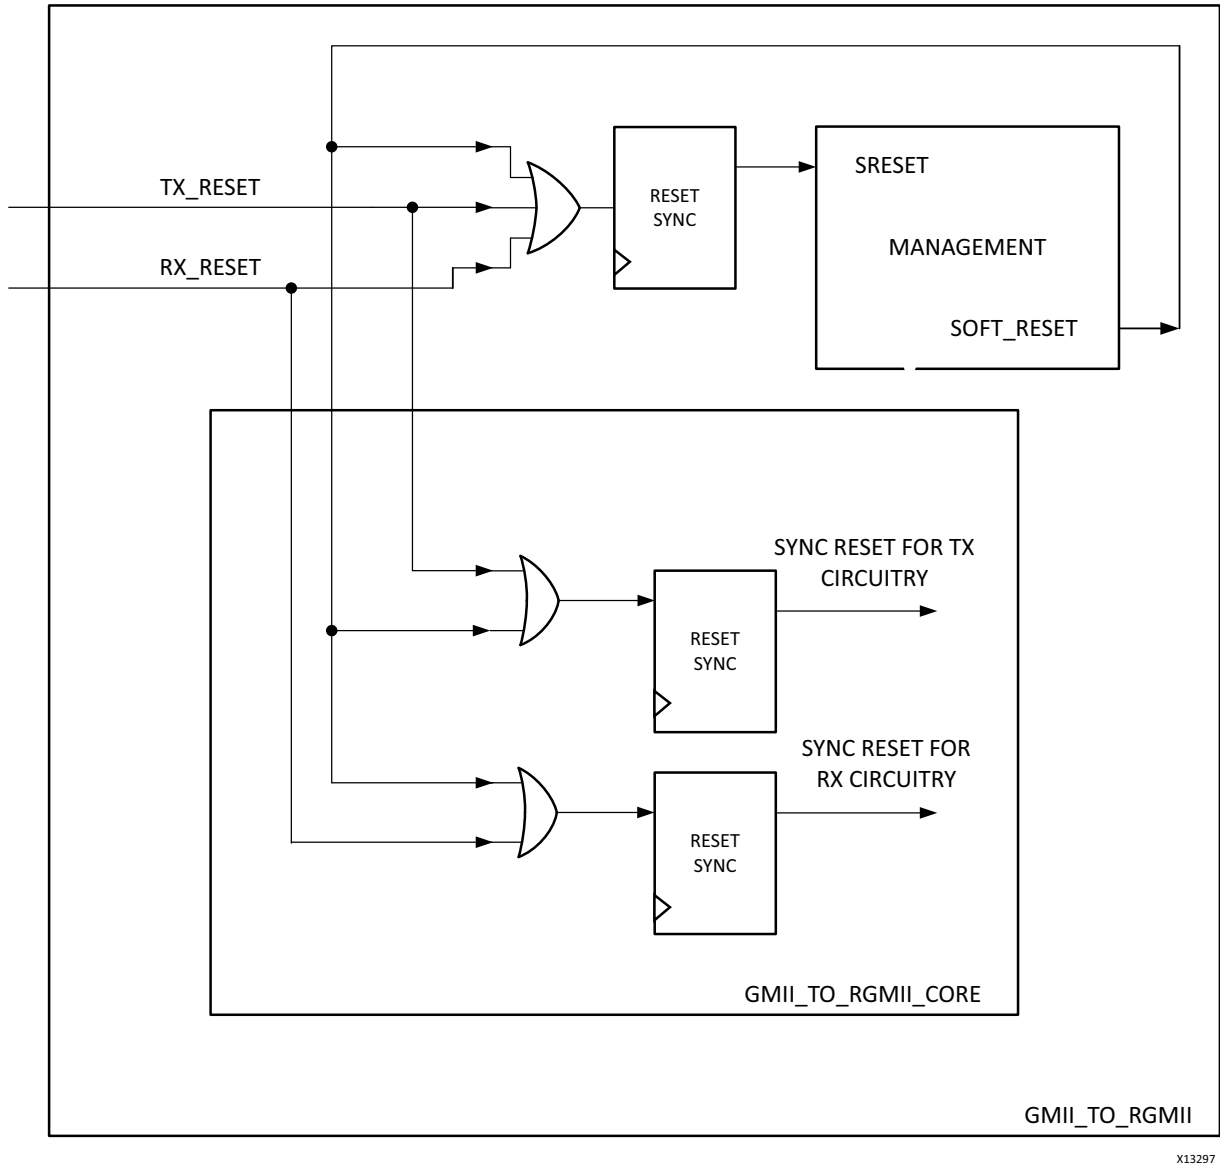 TX_RESET
RX_RESET
RESET
SYNC
SRESET
MANAGEMENT
SOFT_RESET
SYNC RESET FOR TX
CIRCUITRY
RESET
SYNC
SYNC RESET FOR
RX CIRCUITRY
RESET
SYNC
GMII_TO_RGMII_CORE
GMII_TO_RGMII
X13297